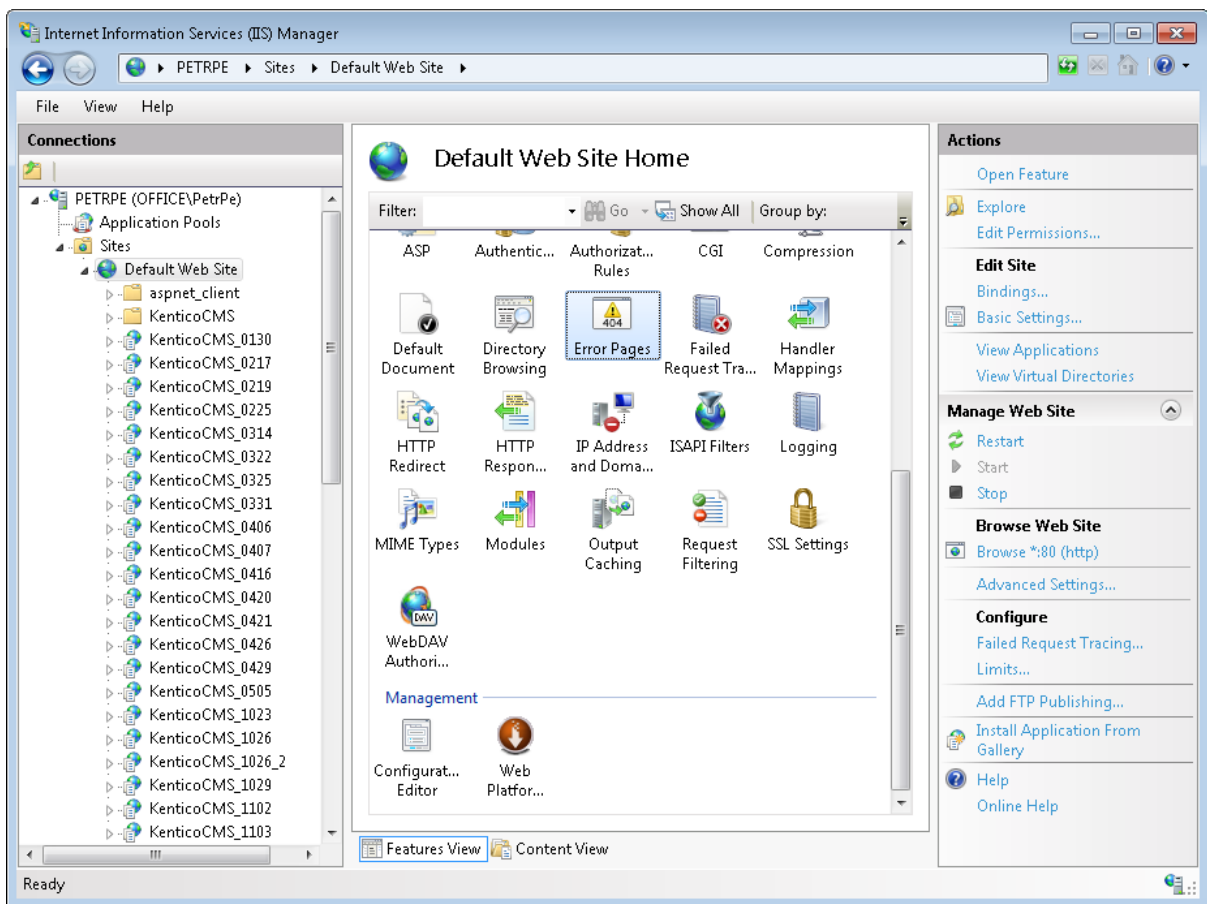 Internet Information Services (IIS) Manager
PETRPE Sites Default Web Site
File View Help
Connections
PETRPE (OFFICE\PetrPe)
Application Pools
Sites
Default Web Site
aspnet_client
KenticoCMS
KenticoCMS_0130
KenticoCMS_0217
KenticoCMS_0219
KenticoCMS_0225
KenticoCMS_0314
KenticoCMS_0322
KenticoCMS_0325
KenticoCMS_0331
KenticoCMS_0406
KenticoCMS_0407
KenticoCMS_0416
KenticoCMS_0420
KenticoCMS_0421
KenticoCMS_0426
KenticoCMS_0429
KenticoCMS_0505
KenticoCMS_1023
KenticoCMS_1026
KenticoCMS_1026_2
KenticoCMS_1029
KenticoCMS_1102
KenticoCMS_1103
Default Web Site Home
Filter: Go Show All Group by:
ASP Authentic... Authorizat... CGI Compression
Rules
404
Default Directory Error Pages Failed Handler
Document Browsing Request Tra... Mappings
HTTP HTTP IP Address ISAPI Filters Logging
Redirect Respon... and Doma...
MIME Types Modules Output Request SSL Settings
Caching Filtering
DAV
WebDAV
Authori...
Management
Configurat... Web
Editor Platfor...
Features View Content View
Actions
Open Feature
Explore
Edit Permissions...
Edit Site
Bindings...
Basic Settings...
View Applications
View Virtual Directories
Manage Web Site
Restart
Start
Stop
Browse Web Site
Browse *:80 (http)
Advanced Settings...
Configure
Failed Request Tracing...
Limits...
Add FTP Publishing...
Install Application From
Gallery
Help
Online Help
Ready